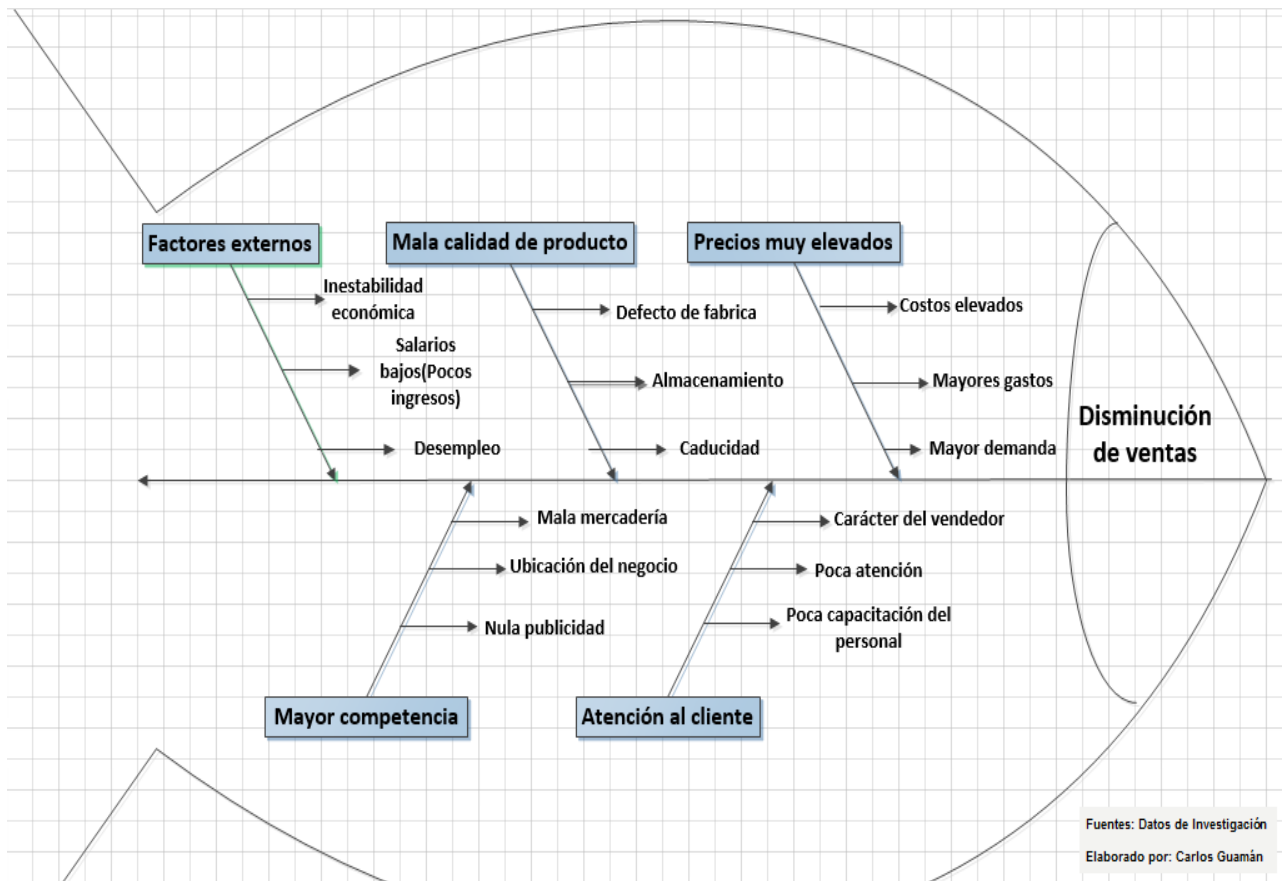 Factores externos
Inestabilidad
económica
Salarios
bajos(Pocos
ingresos)
Desempleo
Mala calidad de producto
Defecto de fabrica
Almacenamiento
Caducidad
Precios muy elevados
Costos elevados
Mayores gastos
Mayor demanda
Disminución
de ventas
Mala mercadería
Ubicación del negocio
Nula publicidad
Mayor competencia
Carácter del vendedor
Poca atención
Poca capacitación del
personal
Atención al cliente
Fuentes: Datos de Investigación
Elaborado por: Carlos Guamán